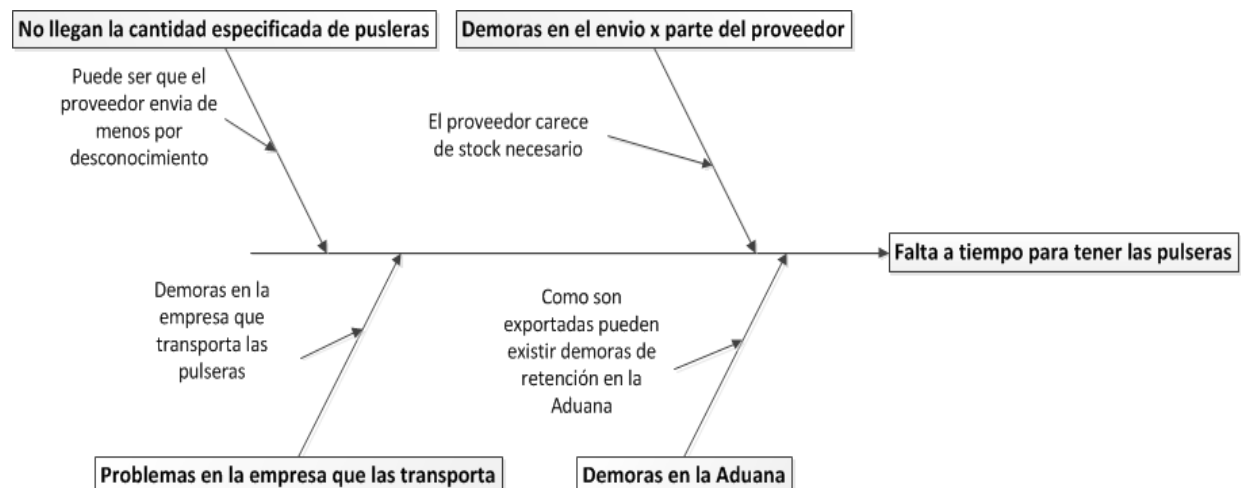 No llegan la cantidad especificada de pusleras
Demoras en el envio x parte del proveedor
Puede ser que el
proveedor envia de
menos por
desconocimiento
El proveedor carece
de stock necesario
Falta a tiempo para tener las pulseras
Demoras en la
empresa que
transporta las
pulseras
Como son
exportadas pueden
existir demoras de
retención en la
Aduana
Problemas en la empresa que las transporta
Demoras en la Aduana